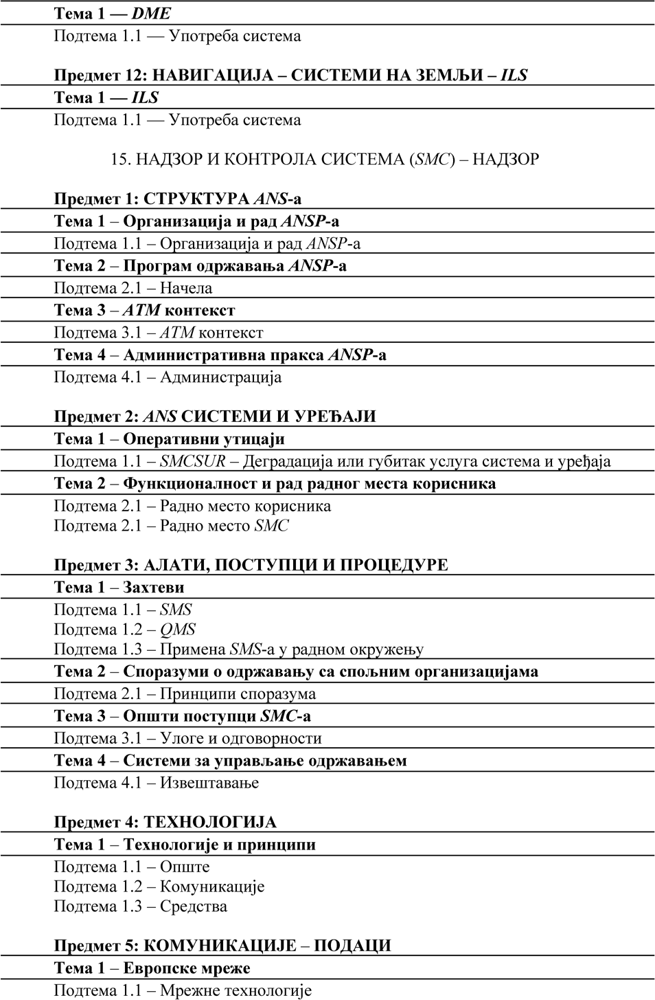 Тема 1 — DME
Подтема 1.1 — Употреба система
Предмет 12: НАВИГАЦИЈА – СИСТЕМИ НА ЗЕМЉИ – ILS
Тема 1 — ILS
Подтема 1.1 — Употреба система
15. НАДЗОР И КОНТРОЛА СИСТЕМА (SMC) – НАДЗОР
Предмет 1: СТРУКТУРА ANS-а
Тема 1 – Организација и рад ANSP-а
Подтема 1.1 – Организација и рад ANSP-а
Тема 2 – Програм одржавања ANSP-а
Подтема 2.1 – Начела
Тема 3 – ATM контекст
Подтема 3.1 – ATM контекст
Тема 4 – Административна пракса ANSP-а
Подтема 4.1 – Администрација
Предмет 2: ANS СИСТЕМИ И УРЕЂАЈИ
Тема 1 – Оперативни утицаји
Подтема 1.1 – SMCSUR – Деградација или губитак услуга система и уређаја
Тема 2 – Функционалност и рад радног места корисника
Подтема 2.1 – Радно место корисника
Подтема 2.1 – Радно место SMC
Предмет 3: АЛАТИ, ПОСТУПЦИ И ПРОЦЕДУРЕ
Тема 1 – Захтеви
Подтема 1.1 – SMS
Подтема 1.2 – QMS
Подтема 1.3 – Примена SMS-а у радном окружењу
Тема 2 – Споразуми о одржавању са спољним организацијама
Подтема 2.1 – Принципи споразума
Тема 3 – Општи поступци SMC-а
Подтема 3.1 – Улоге и одговорности
Тема 4 – Системи за управљање одржавањем
Подтема 4.1 – Извештавање
Предмет 4: ТЕХНОЛОГИЈА
Тема 1 – Технологије и принципи
Подтема 1.1 – Опште
Подтема 1.2 – Комуникације
Подтема 1.3 – Средства
Предмет 5: КОМУНИКАЦИЈЕ – ПОДАЦИ
Тема 1 – Европске мреже
Подтема 1.1 – Мрежне технологије